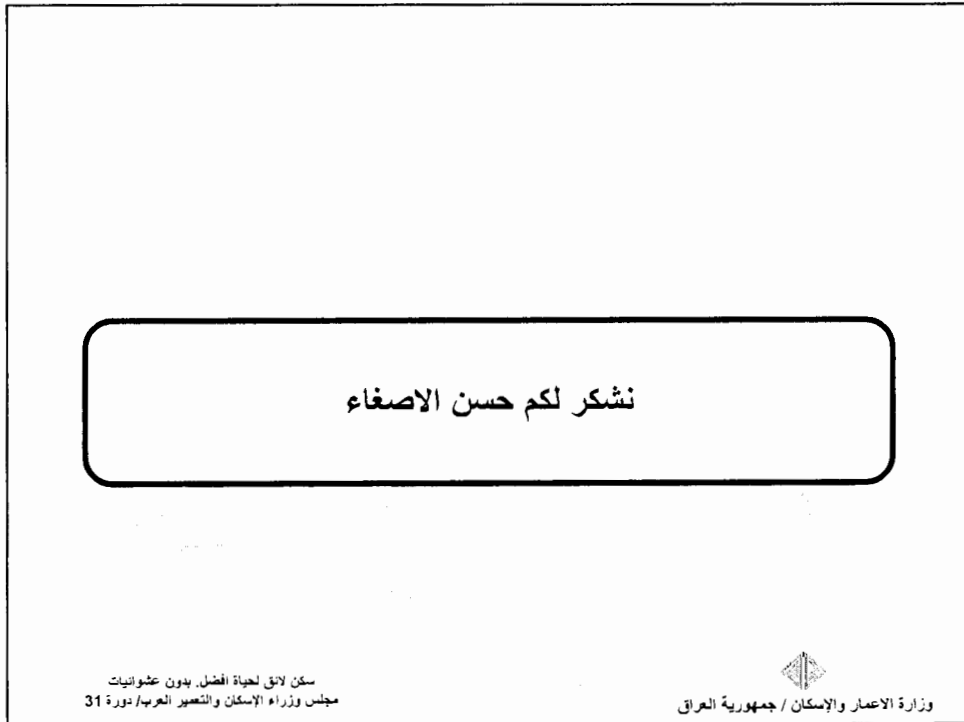 نشكر لكم حسن الاصغاء
وزارة الاعمار والإسكان / جمهورية العراق
سكن لائق لحياة افضل. بدون عشوائيات
مجلس وزراء الإسكان والتعمير العرب/ دورة 31